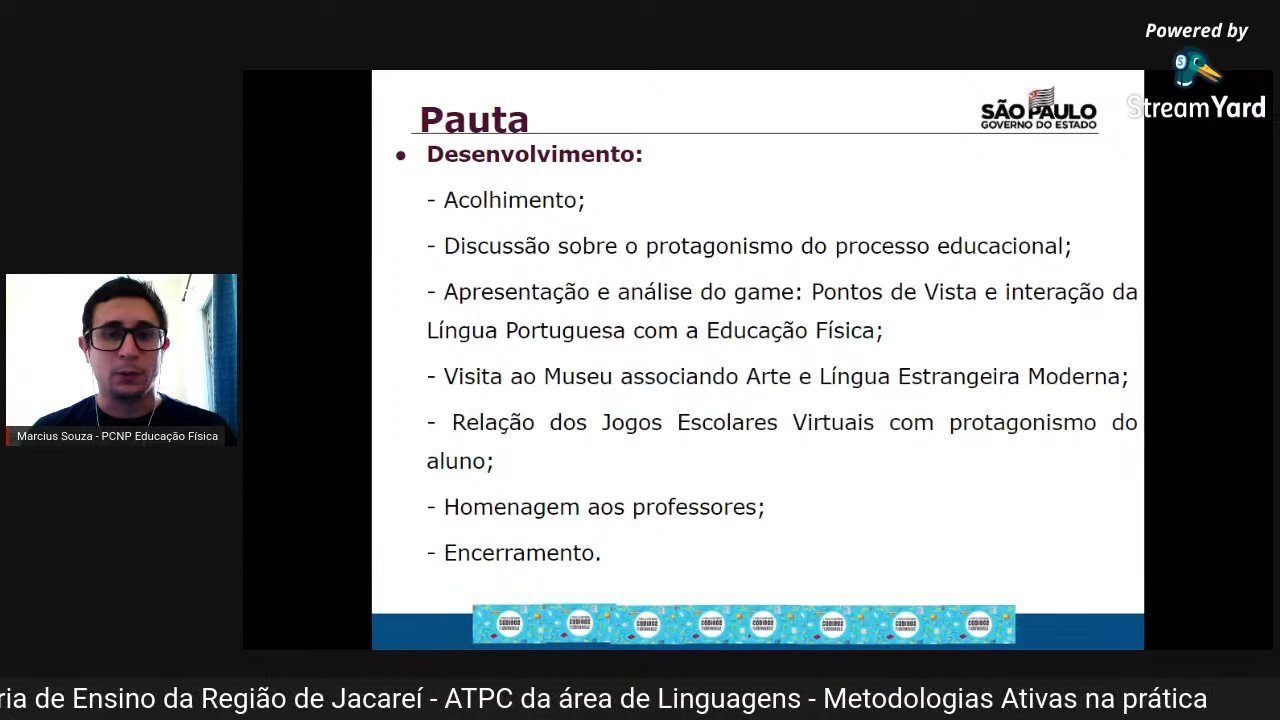 Powered by
StreamYard
Pauta
SÃO PAULO
GOVERNO DO ESTADO
● Desenvolvimento:
- Acolhimento;
- Discussão sobre o protagonismo do processo educacional;
- Apresentação e análise do game: Pontos de Vista e interação da
Língua Portuguesa com a Educação Física;
- Visita ao Museu associando Arte e Língua Estrangeira Moderna;
- Relação dos Jogos Escolares Virtuais com protagonismo do
aluno;
- Homenagem aos professores;
- Encerramento.
Marcius Souza - PCNP Educação Física
ria de Ensino da Região de Jacareí - ATPC da área de Linguagens - Metodologias Ativas na prática